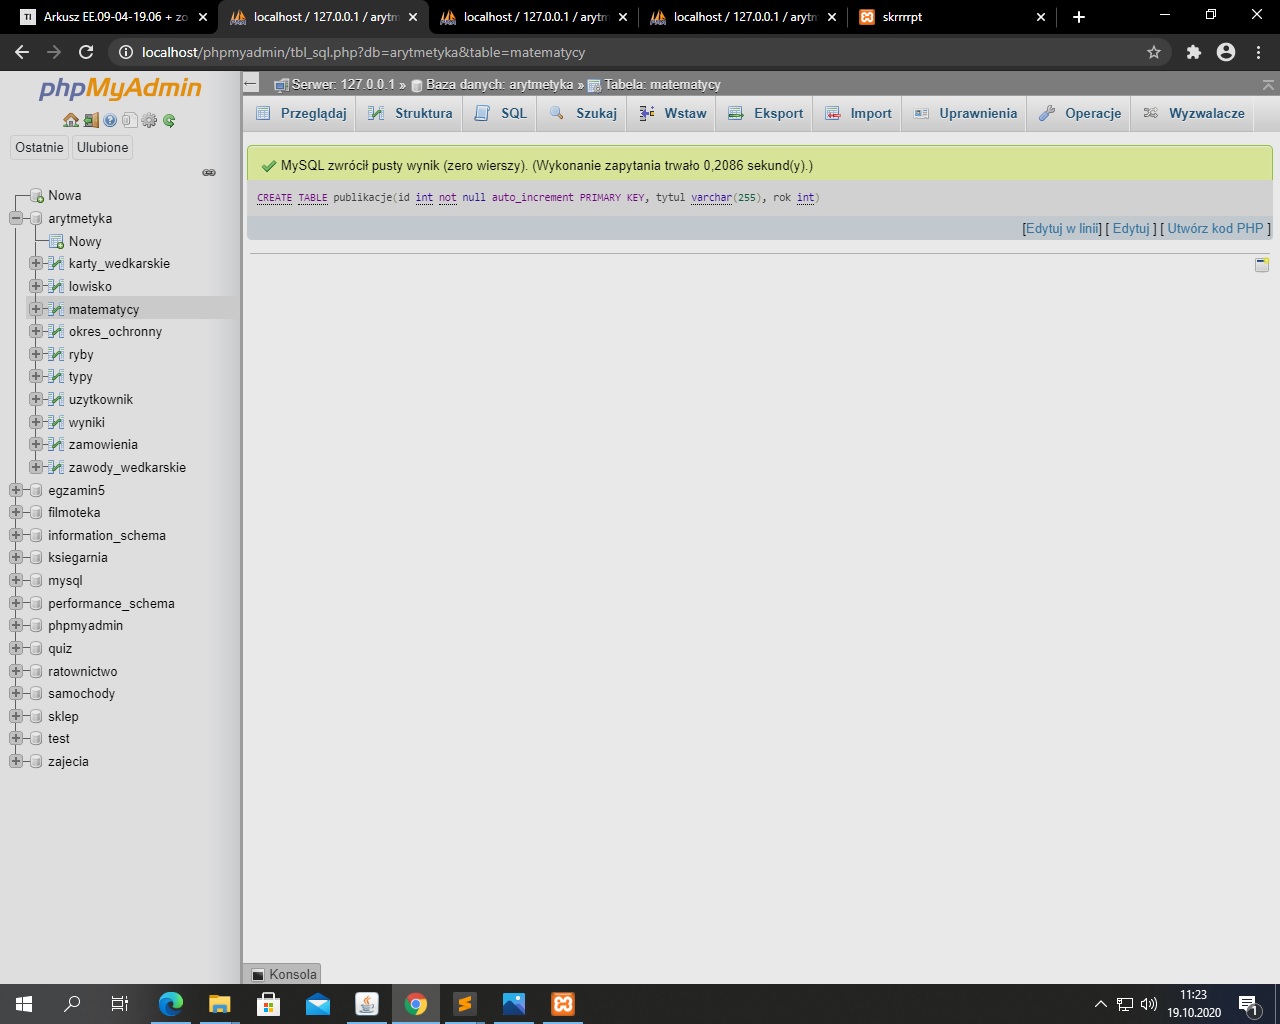 Arkusz EE.09-04-19.06 + zo
localhost / 127.0.0.1 / arytm
localhost / 127.0.0.1 / arytm
localhost / 127.0.0.1 / arytm
skrrrrpt
localhost/phpmyadmin/tbl_sql.php?db=arytmetyka&table=matematycy
phpMyAdmin
Ostatnie Ulubione
Nowa
arytmetyka
Nowy
karty_wedkarskie
lowisko
matematycy
okres_ochronny
ryby
typy
uzytkownik
wyniki
zamowienia
zawody_wedkarskie
egzamin5
filmoteka
information_schema
ksiegarnia
mysql
performance_schema
phpmyadmin
quiz
ratownictwo
samochody
sklep
test
zajecia
Serwer: 127.0.0.1 » Baza danych: arytmetyka » Tabela: matematycy
Przeglądaj Struktura SQL Szukaj Wstaw Eksport Import Uprawnienia Operacje Wyzwalacze
MySQL zwrócił pusty wynik (zero wierszy). (Wykonanie zapytania trwało 0,2086 sekund(y).)
CREATE TABLE publikacje(id int not null auto_increment PRIMARY KEY, tytul varchar(255), rok int)
[Edytuj w linii] [ Edytuj ] [ Utwórz kod PHP ]
Konsola
11:23
19.10.2020
1